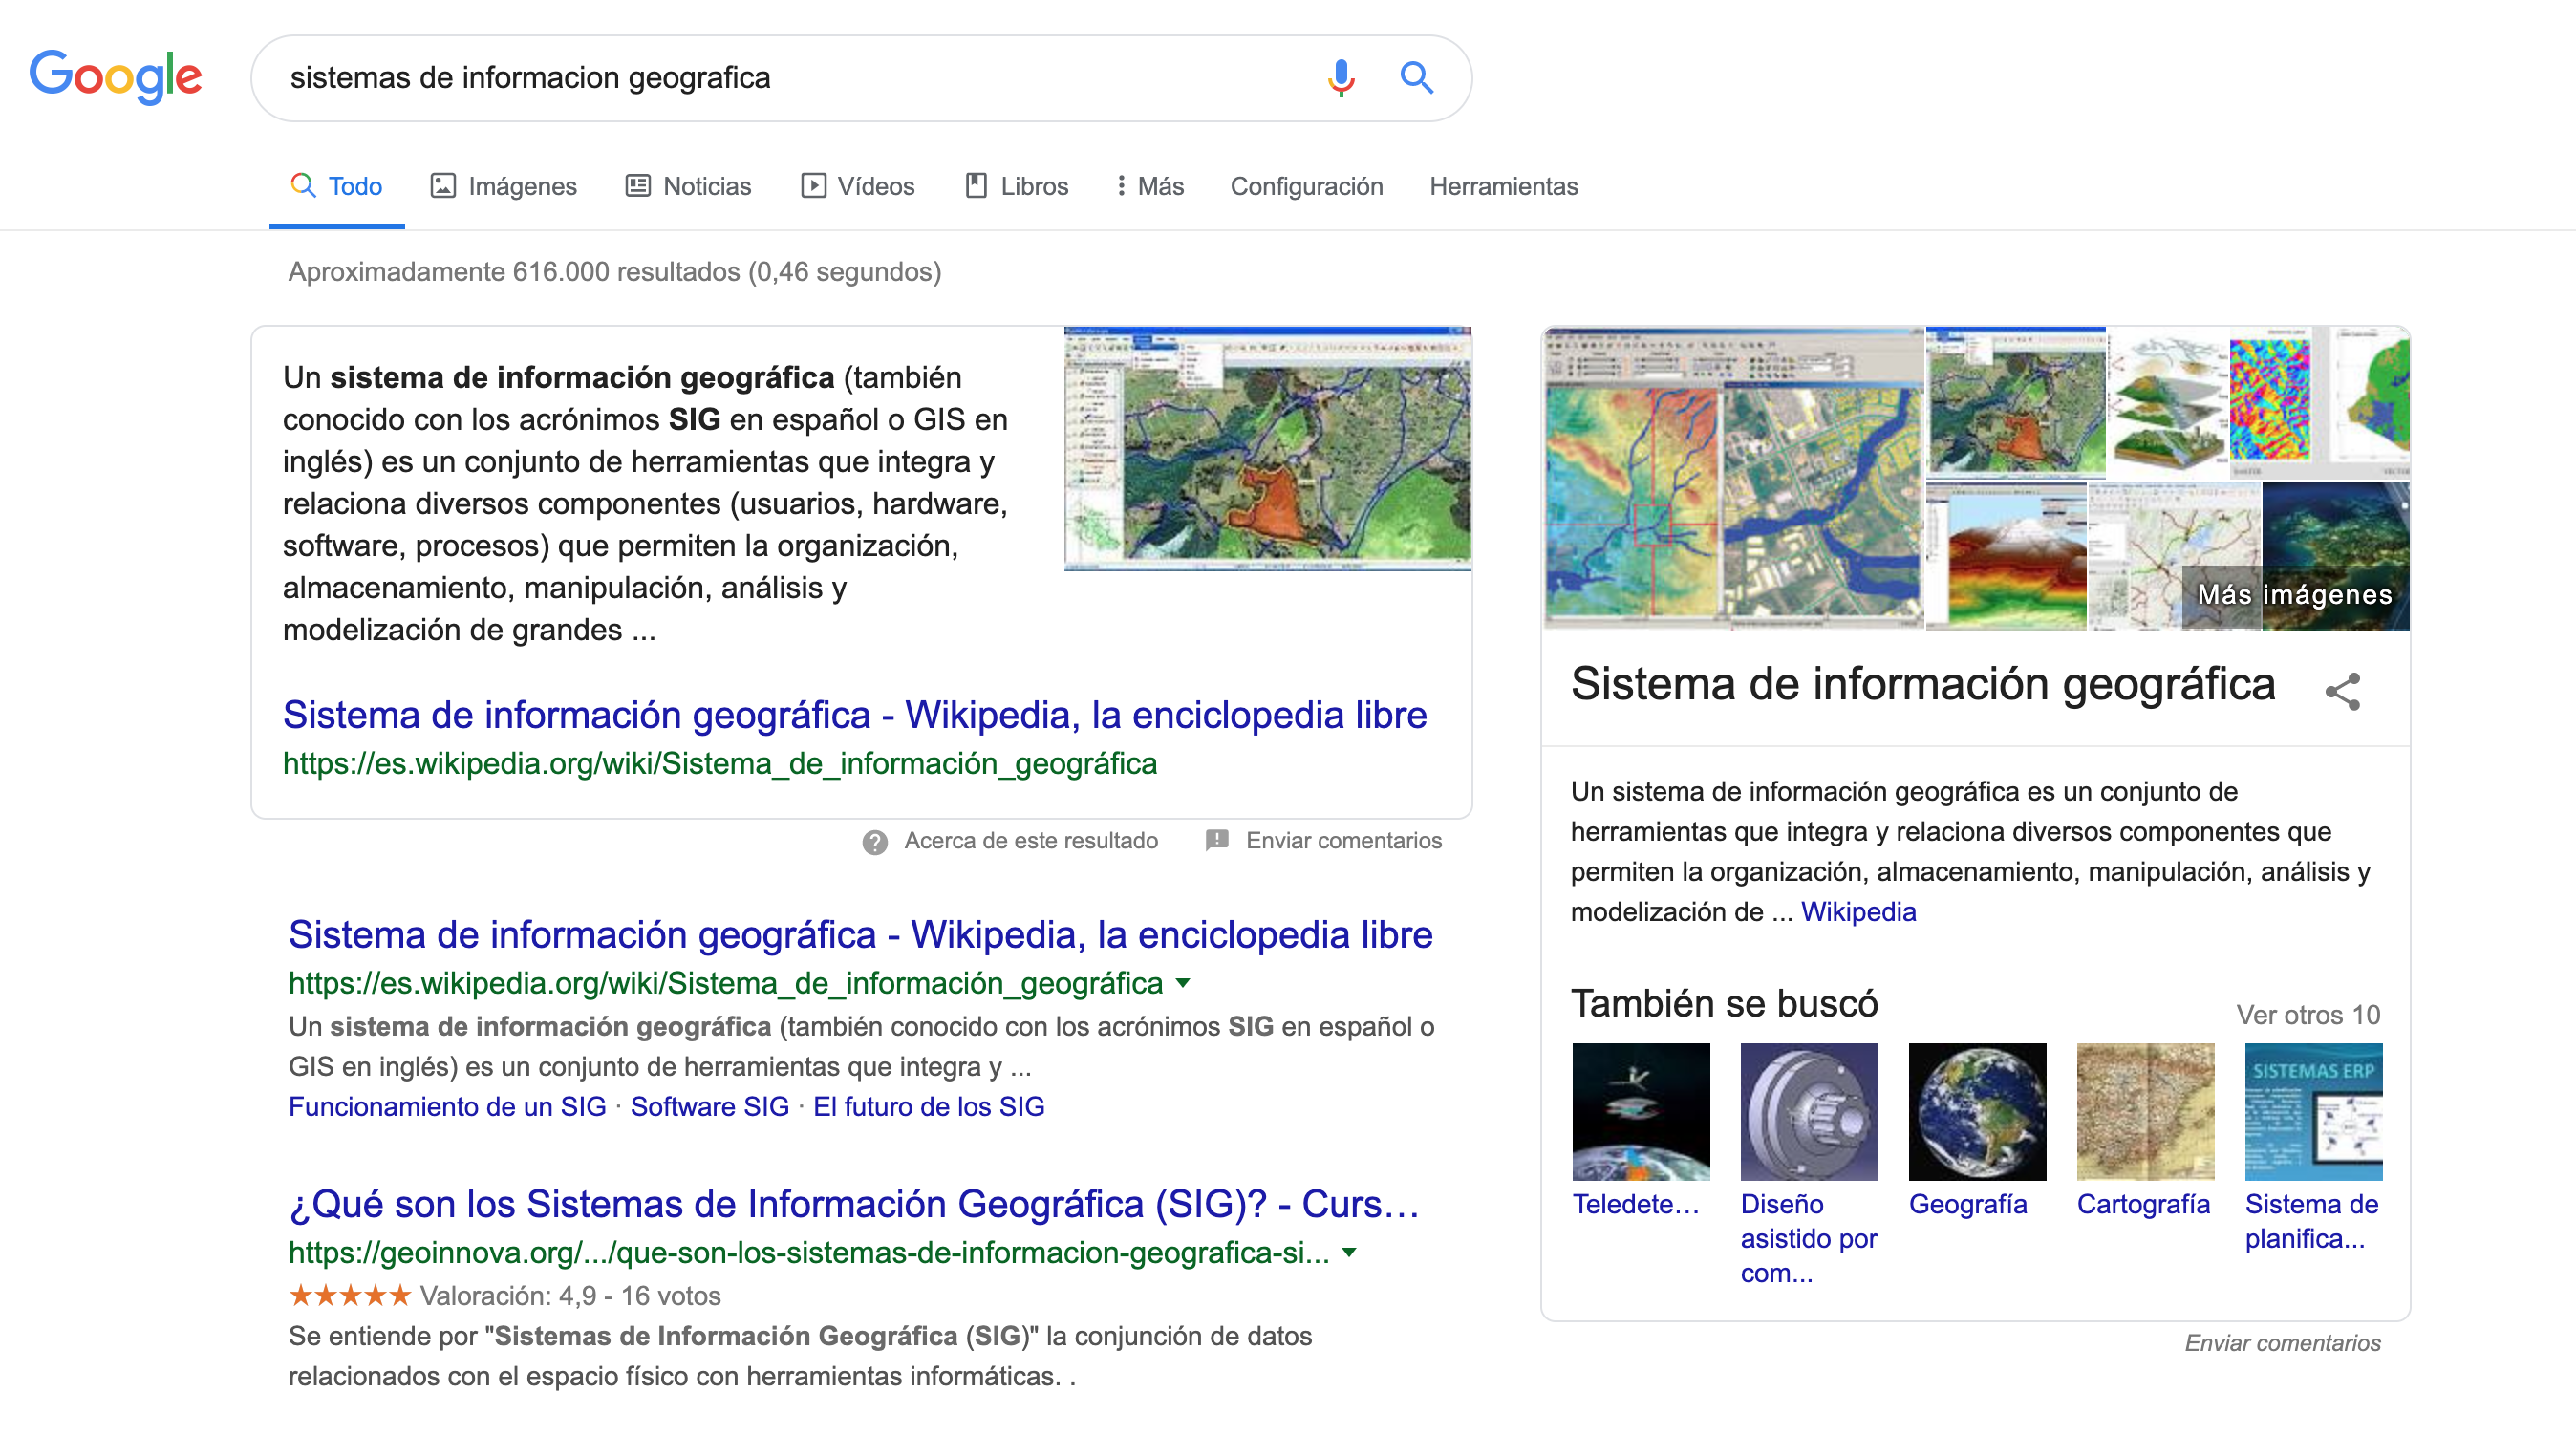 Google
sistemas de informacion geografica
Todo
Imágenes
Noticias
Vídeos
Libros
Más
Configuración
Herramientas
Aproximadamente 616.000 resultados (0,46 segundos)
Un sistema de información geográfica (también
conocido con los acrónimos SIG en español o GIS en
inglés) es un conjunto de herramientas que integra y
relaciona diversos componentes (usuarios, hardware,
software, procesos) que permiten la organización,
almacenamiento, manipulación, análisis y
modelización de grandes ...
Sistema de información geográfica - Wikipedia, la enciclopedia libre
https://es.wikipedia.org/wiki/Sistema_de_información_geográfica
Acerca de este resultado
Enviar comentarios
Sistema de información geográfica - Wikipedia, la enciclopedia libre
https://es.wikipedia.org/wiki/Sistema_de_información_geográfica
Un sistema de información geográfica (también conocido con los acrónimos SIG en español o
GIS en inglés) es un conjunto de herramientas que integra y ...
Funcionamiento de un SIG · Software SIG · El futuro de los SIG
¿Qué son los Sistemas de Información Geográfica (SIG)? - Curs...
https://geoinnova.org/.../que-son-los-sistemas-de-informacion-geografica-si...
★★★★★ Valoración: 4,9 - 16 votos
Se entiende por "Sistemas de Información Geográfica (SIG)" la conjunción de datos
relacionados con el espacio físico con herramientas informáticas. .
Más imágenes
Sistema de información geográfica
Un sistema de información geográfica es un conjunto de
herramientas que integra y relaciona diversos componentes que
permiten la organización, almacenamiento, manipulación, análisis y
modelización de ... Wikipedia
También se buscó
Ver otros 10
SISTEMAS ERP
Teledete...
Diseño
asistido por
com...
Geografía
Cartografía
Sistema de
planifica...
Enviar comentarios